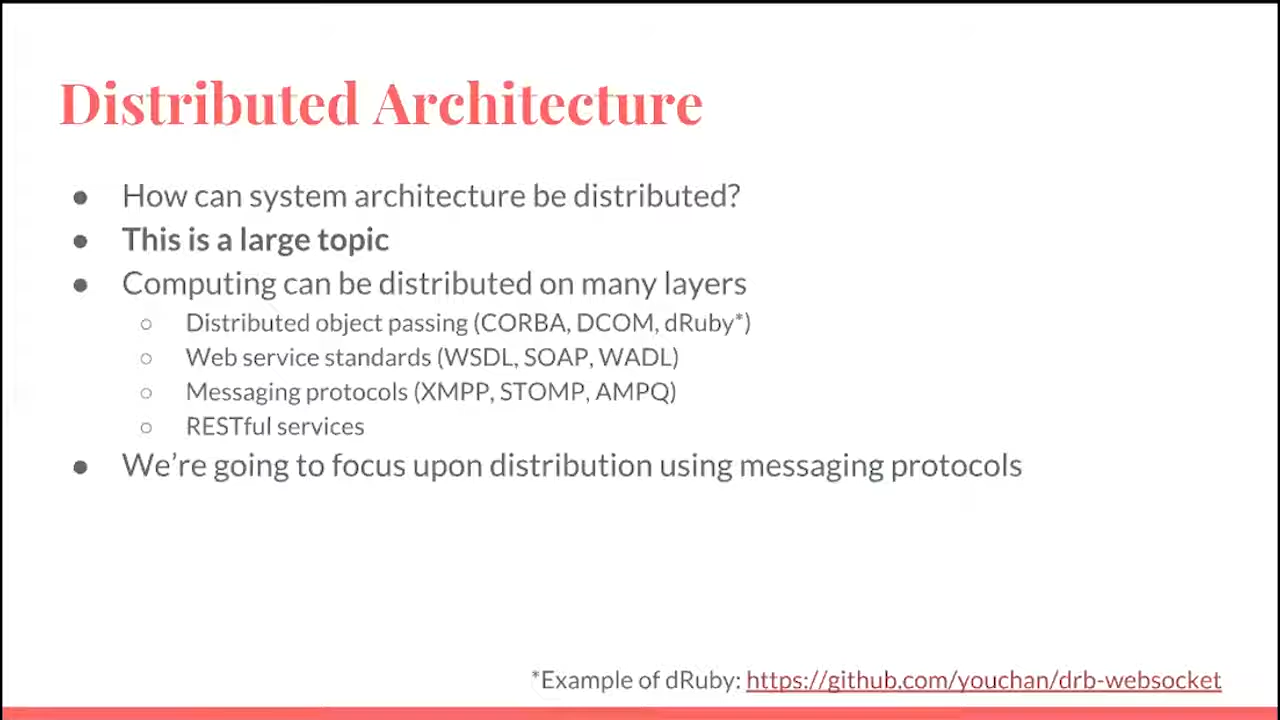 Distributed Architecture
● How can system architecture be distributed?
● This is a large topic
● Computing can be distributed on many layers
○ Distributed object passing (CORBA, DCOM, dRuby*)
○ Web service standards (WSDL, SOAP, WADL)
○ Messaging protocols (XMPP, STOMP, AMPQ)
○ RESTful services
● We’re going to focus upon distribution using messaging protocols
*Example of dRuby: https://github.com/youchan/drb-websocket